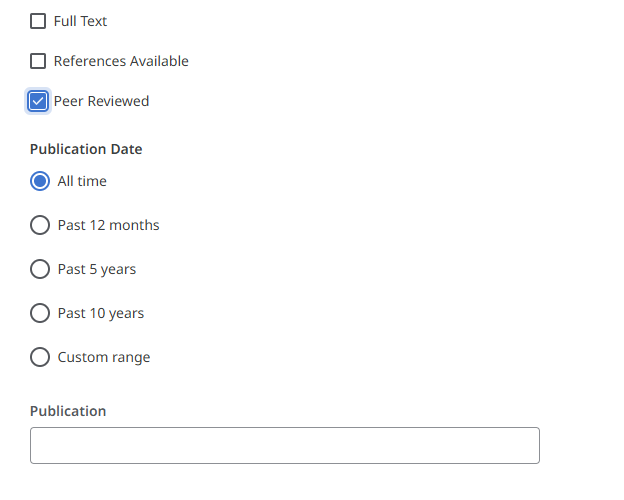 Full Text
References Available
Peer Reviewed
Publication Date
All time
Past 12 months
Past 5 years
Past 10 years
Custom range
Publication